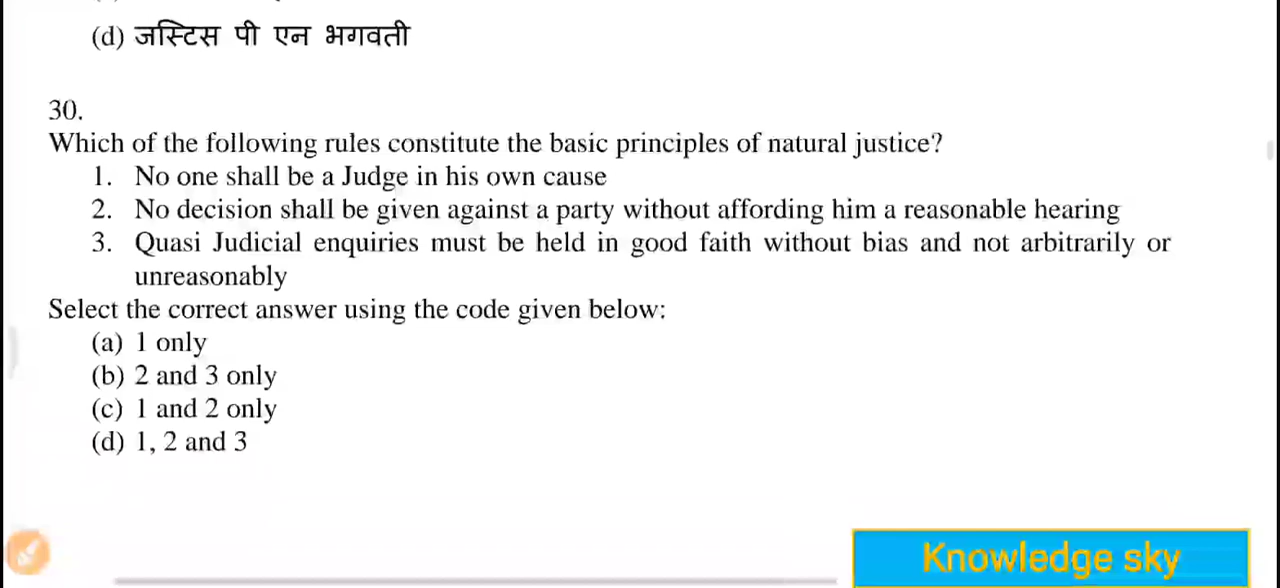 (d) जस्टिस पी एन भगवती
30.
Which of the following rules constitute the basic principles of natural justice?
1. No one shall be a Judge in his own cause
2. No decision shall be given against a party without affording him a reasonable hearing
3. Quasi Judicial enquiries must be held in good faith without bias and not arbitrarily or
unreasonably
Select the correct answer using the code given below:
(a) 1 only
(b) 2 and 3 only
(c) 1 and 2 only
(d) 1, 2 and 3
Knowledge sky